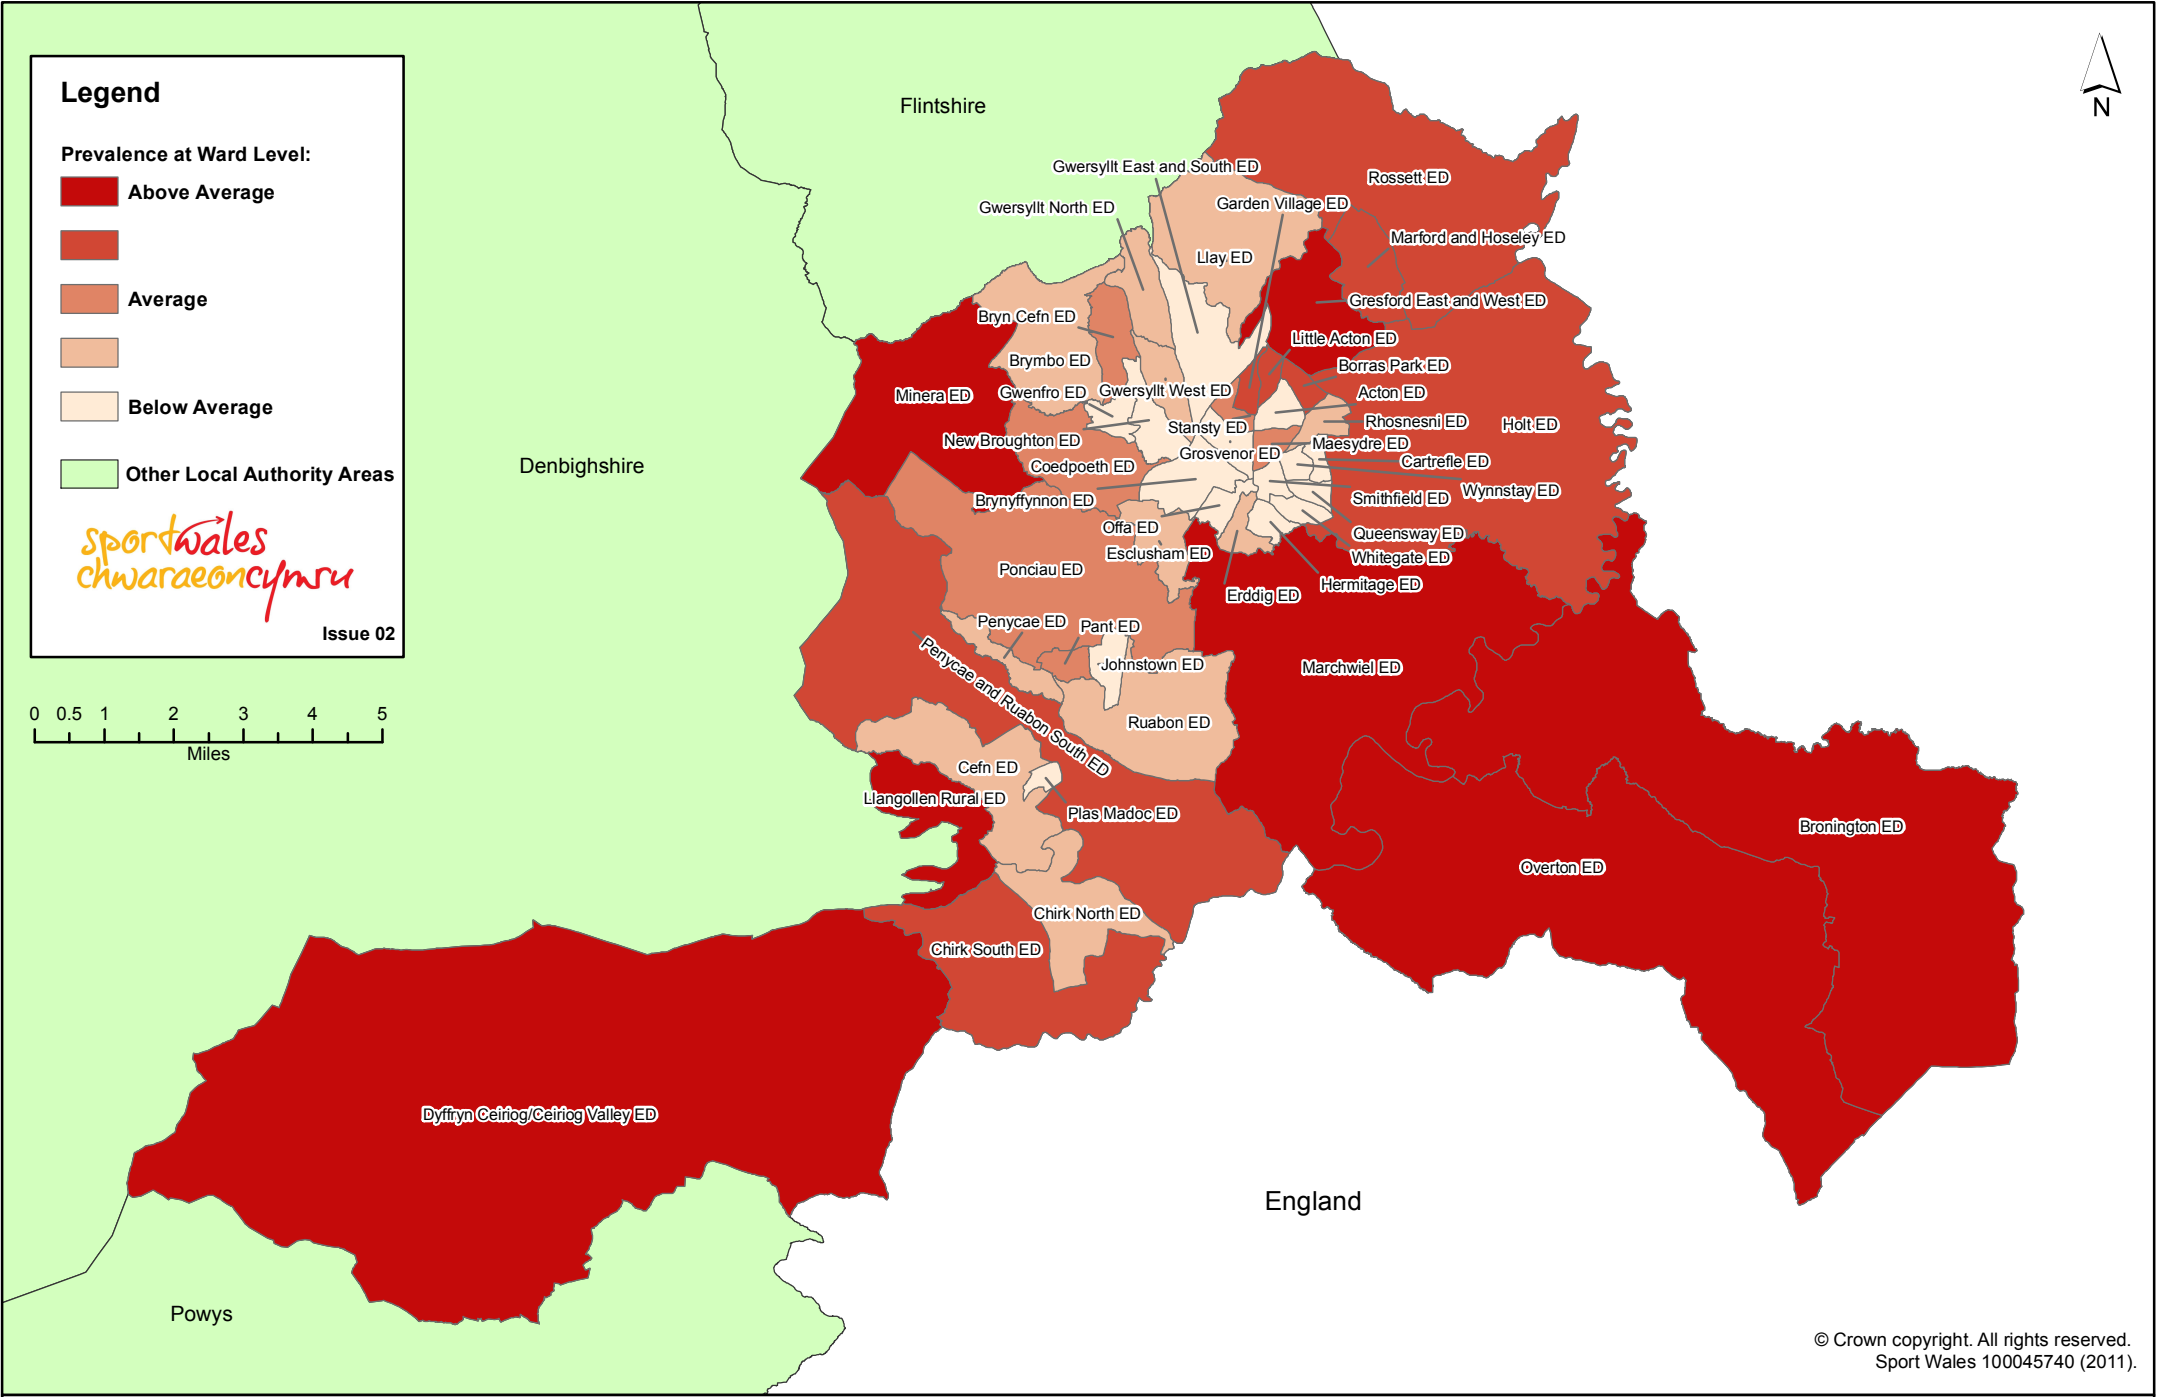 Legend
Prevalence at Ward Level:
Above Average
Average
Below Average
Other Local Authority Areas
sportwales
chwaraeoncymru
Issue 02
0 0.5 1 2 3 4 5
Miles
N
Flintshire
Denbighshire
Powys
England
Gwersyllt East and South ED
Rossett ED
Gwersyllt North ED
Garden Village ED
Marford and Hoseley ED
Llay ED
Gresford East and West ED
Bryn Cefn ED
Little Acton ED
Brymbo ED
Borras Park ED
Minera ED
Gwenfro ED
Gwersyllt West ED
Acton ED
Rhosnesni ED
Holt ED
Stansty ED
New Broughton ED
Maesydre ED
Grosvenor ED
Coedpoeth ED
Cartrefle ED
Brynyffynnon ED
Smithfield ED
Wynnstay ED
Offa ED
Queensway ED
Esclusham ED
Whitegate ED
Ponciau ED
Hermitage ED
Erddig ED
Penycae ED
Pant ED
Johnstown ED
Marchwiel ED
Penycae and Ruabon South ED
Ruabon ED
Cefn ED
Llangollen Rural ED
Plas Madoc ED
Bronington ED
Overton ED
Chirk North ED
Chirk South ED
Dyffryn Ceiriog/Ceiriog Valley ED
© Crown copyright. All rights reserved.
Sport Wales 100045740 (2011).